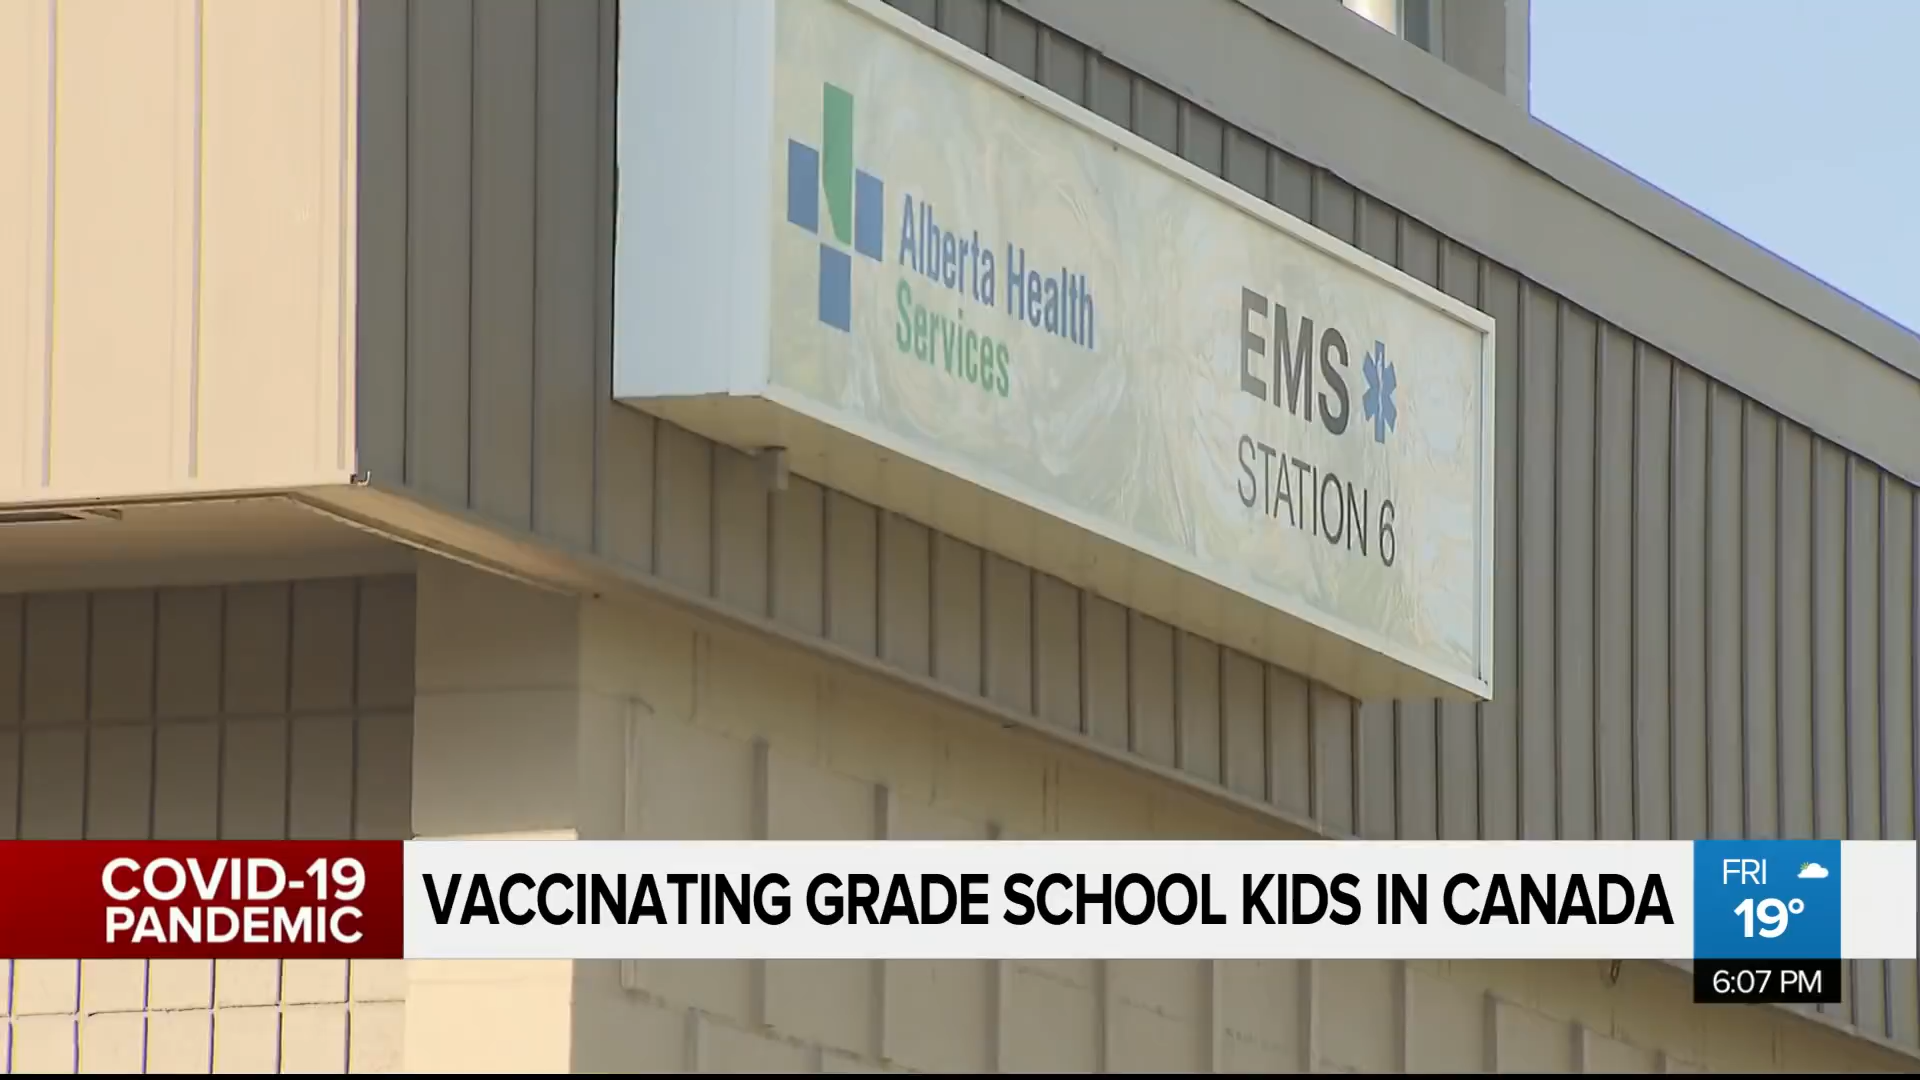 Alberta Health
Services
EMS
STATION 6
COVID-19
PANDEMIC
VACCINATING GRADE SCHOOL KIDS IN CANADA
FRI
19°
6:07 PM